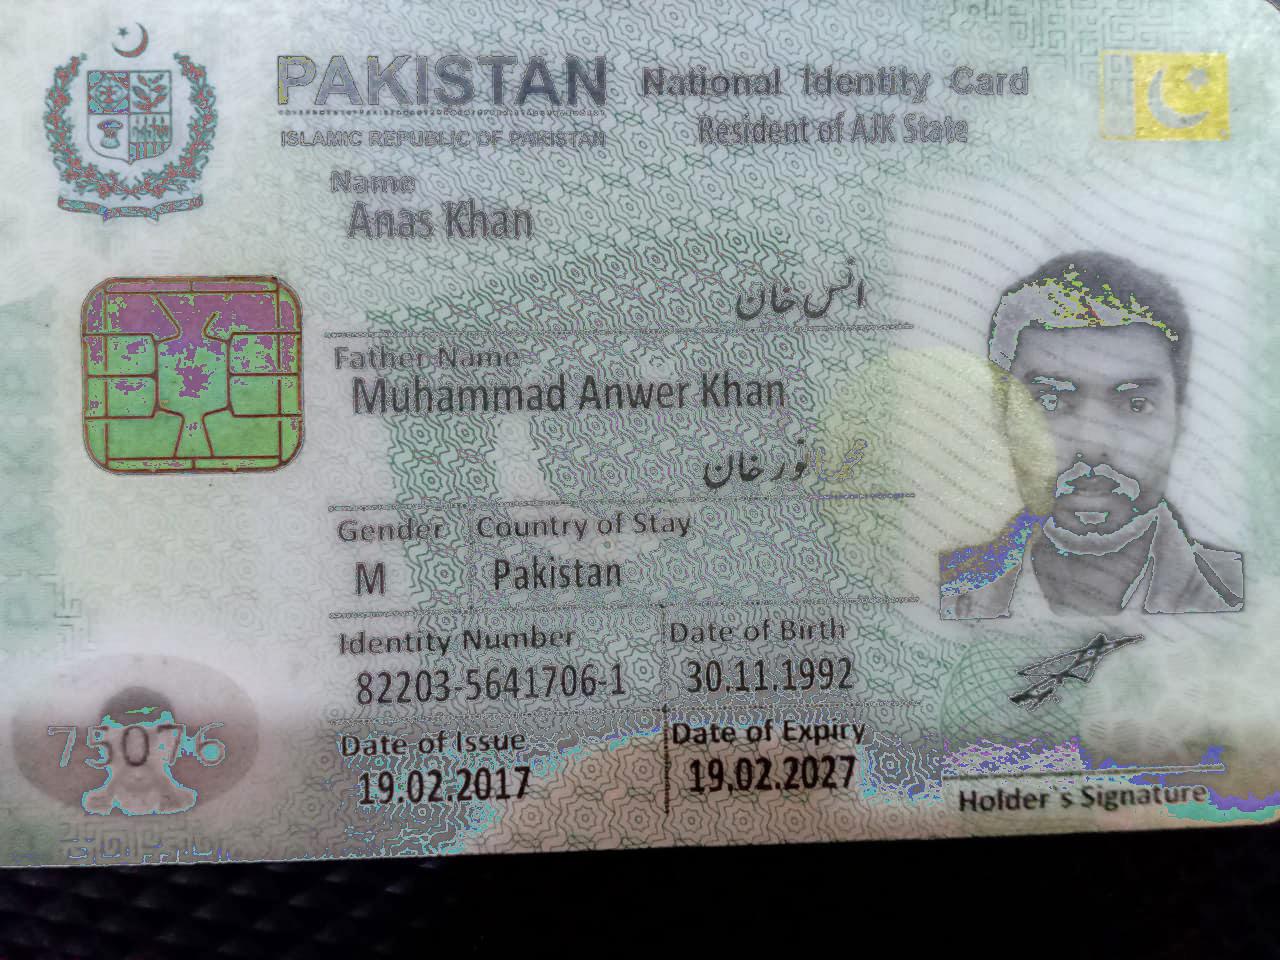 PAKISTAN National Identity Card
ISLAMIC REPUBLIC OF PAKISTAN Resident of AJK State
Name
Anas Khan
انس خان
Father Name
Muhammad Anwer Khan
محمد انور خان
Gender Country of Stay
M Pakistan
Identity Number Date of Birth
82203-5641706-1 30.11.1992
75076
Date of Issue Date of Expiry
19.02.2017 19.02.2027
Holder's Signature